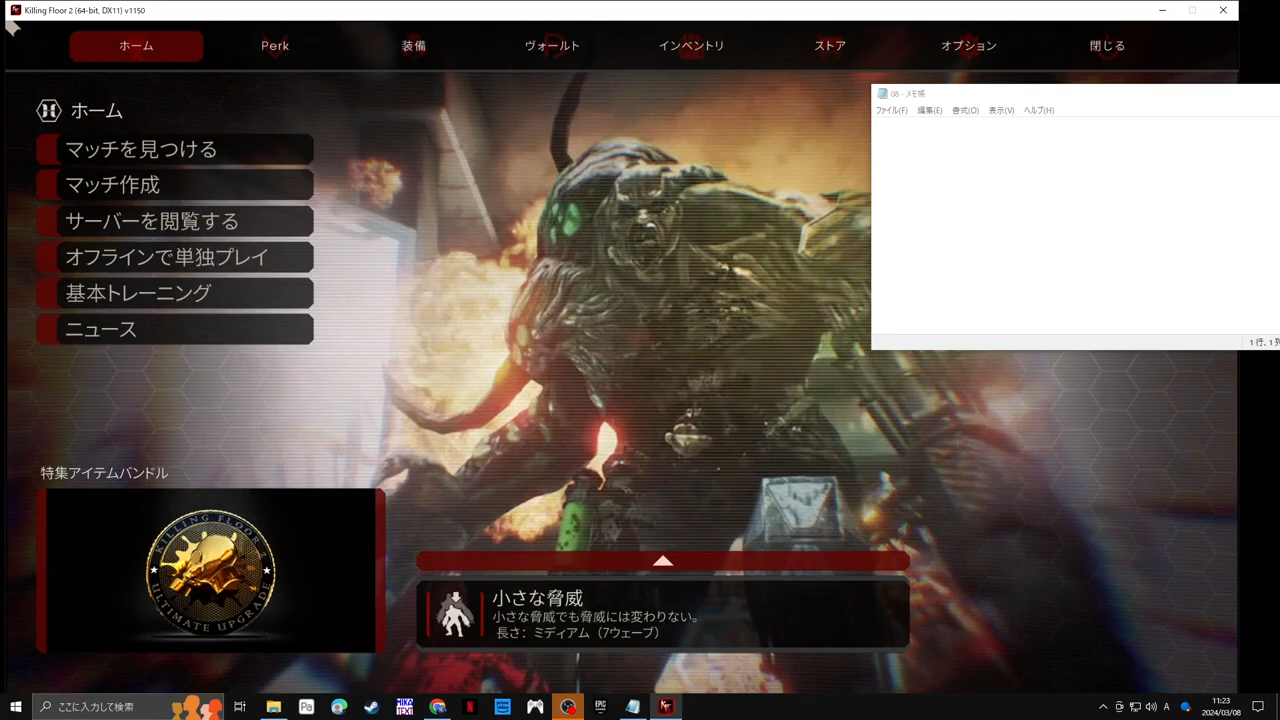 Killing Floor 2 (64-bit, DX11) v1150
ホーム
Perk
装備
ヴォールト
インベントリ
ストア
オプション
閉じる
ホーム
マッチを見つける
マッチ作成
サーバーを閲覧する
オフラインで単独プレイ
基本トレーニング
ニュース
08 - メモ帳
ファイル(F) 編集(E) 書式(O) 表示(V) ヘルプ(H)
1 行、1 列
特集アイテムバンドル
KILLING FLOOR 2
ULTIMATE UPGRADE
小さな脅威
小さな脅威でも脅威には変わりない。
長さ: ミディアム（7ウェーブ）
ここに入力して検索
Pa
MIKA
TEXT
N
EPIC
GAMES
A
11:23
2024/03/08